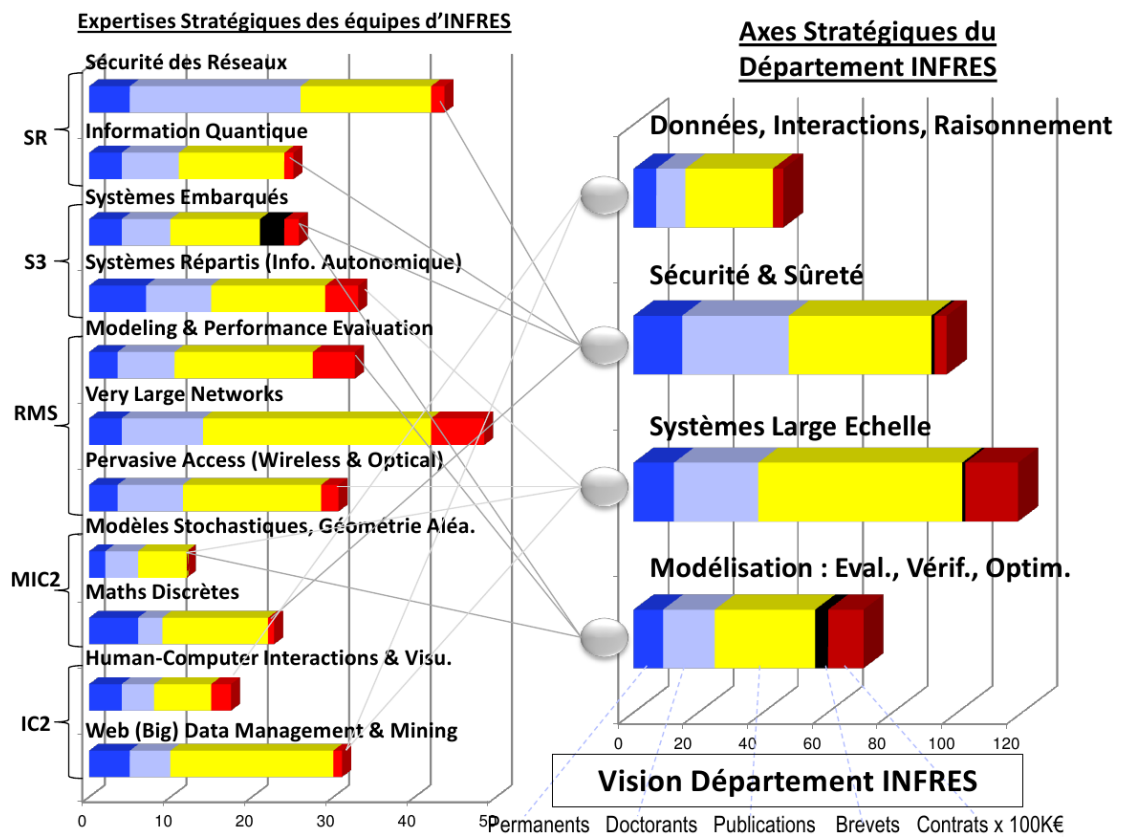 Expertises Stratégiques des équipes d'INFRES
Sécurité des Réseaux
SR
Information Quantique
Systèmes Embarqués
S3
Systèmes Répartis (Info. Autonomique)
Modeling & Performance Evaluation
RMS
Very Large Networks
Pervasive Access (Wireless & Optical)
Modèles Stochastiques, Géométrie Aléa.
MIC2
Maths Discrètes
Human-Computer Interactions & Visu.
IC2
Web (Big) Data Management & Mining
0 10 20 30 40 50
Axes Stratégiques du
Département INFRES
Données, Interactions, Raisonnement
Sécurité & Sûreté
Systèmes Large Echelle
Modélisation : Eval., Vérif., Optim.
0 20 40 60 80 100 120
Vision Département INFRES
Permanents Doctorants Publications Brevets Contrats x 100K€